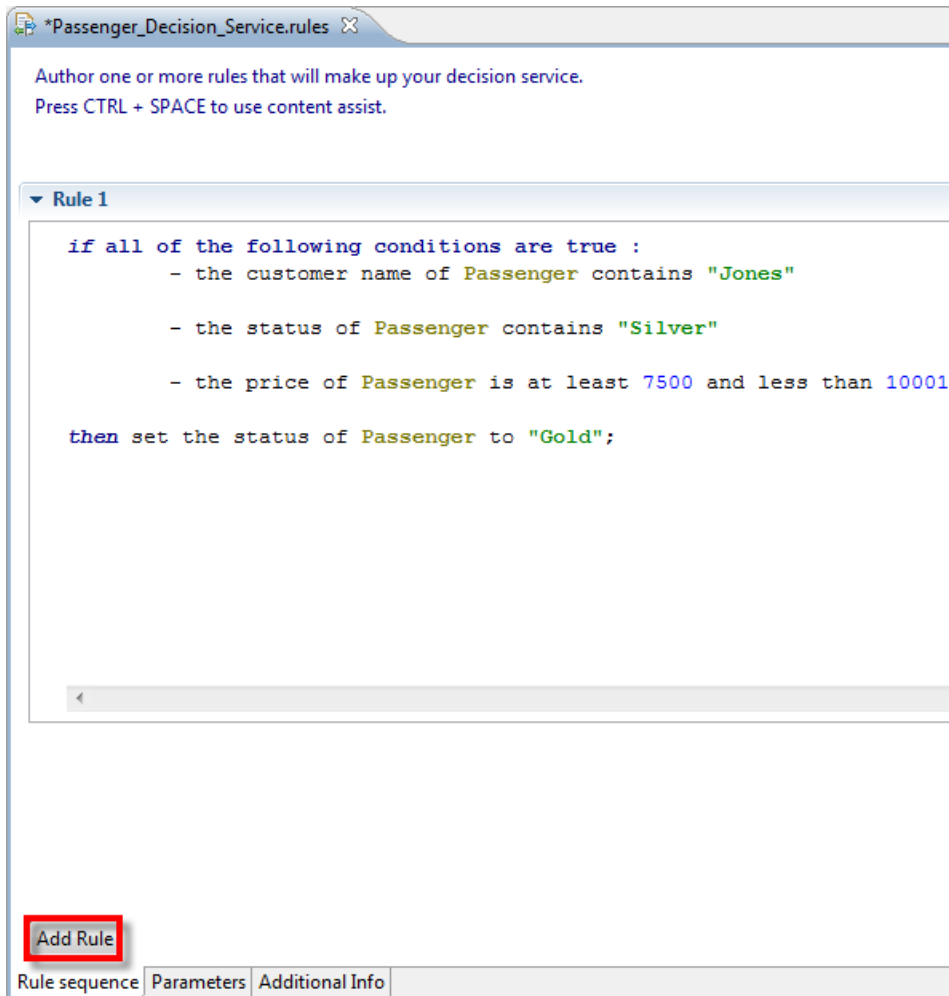 *Passenger_Decision_Service.rules
Author one or more rules that will make up your decision service.
Press CTRL + SPACE to use content assist.
Rule 1
if all of the following conditions are true :
- the customer name of Passenger contains "Jones"
- the status of Passenger contains "Silver"
- the price of Passenger is at least 7500 and less than 10001
then set the status of Passenger to "Gold";
Add Rule
Rule sequence Parameters Additional Info